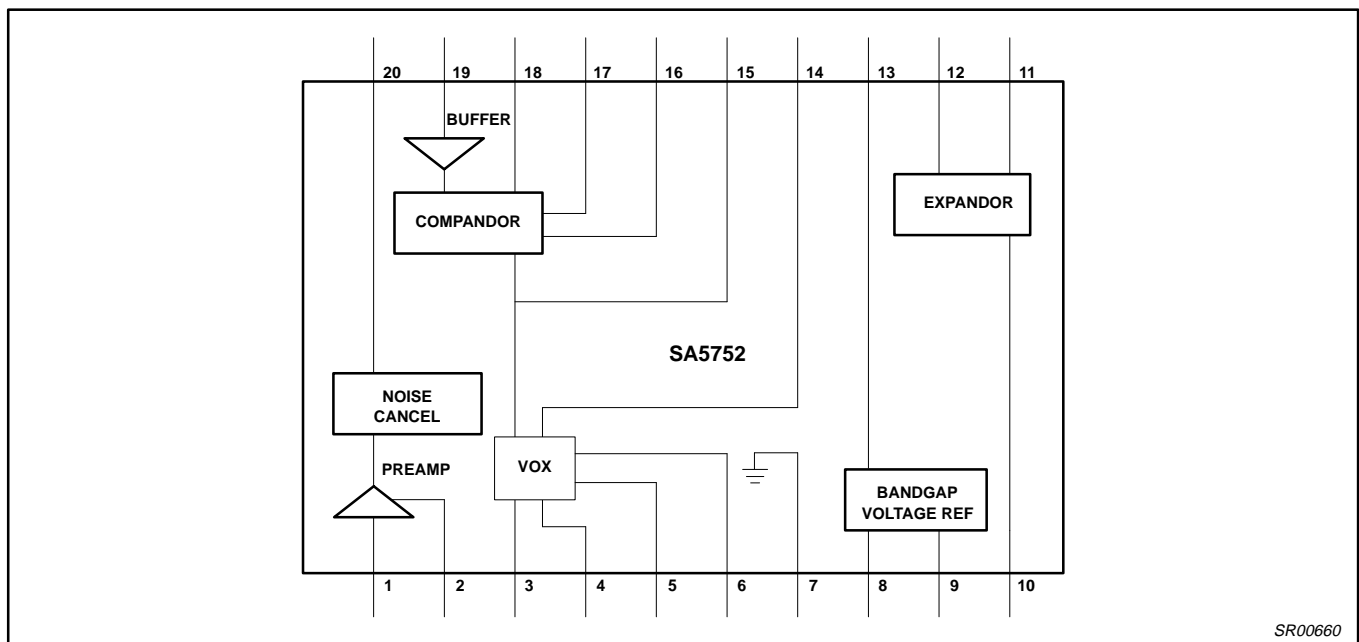 20 19 18 17 16 15 14 13 12 11
BUFFER
COMPANDOR
EXPANDOR
SA5752
NOISE
CANCEL
PREAMP
VOX
BANDGAP
VOLTAGE REF
1 2 3 4 5 6 7 8 9 10
SR00660